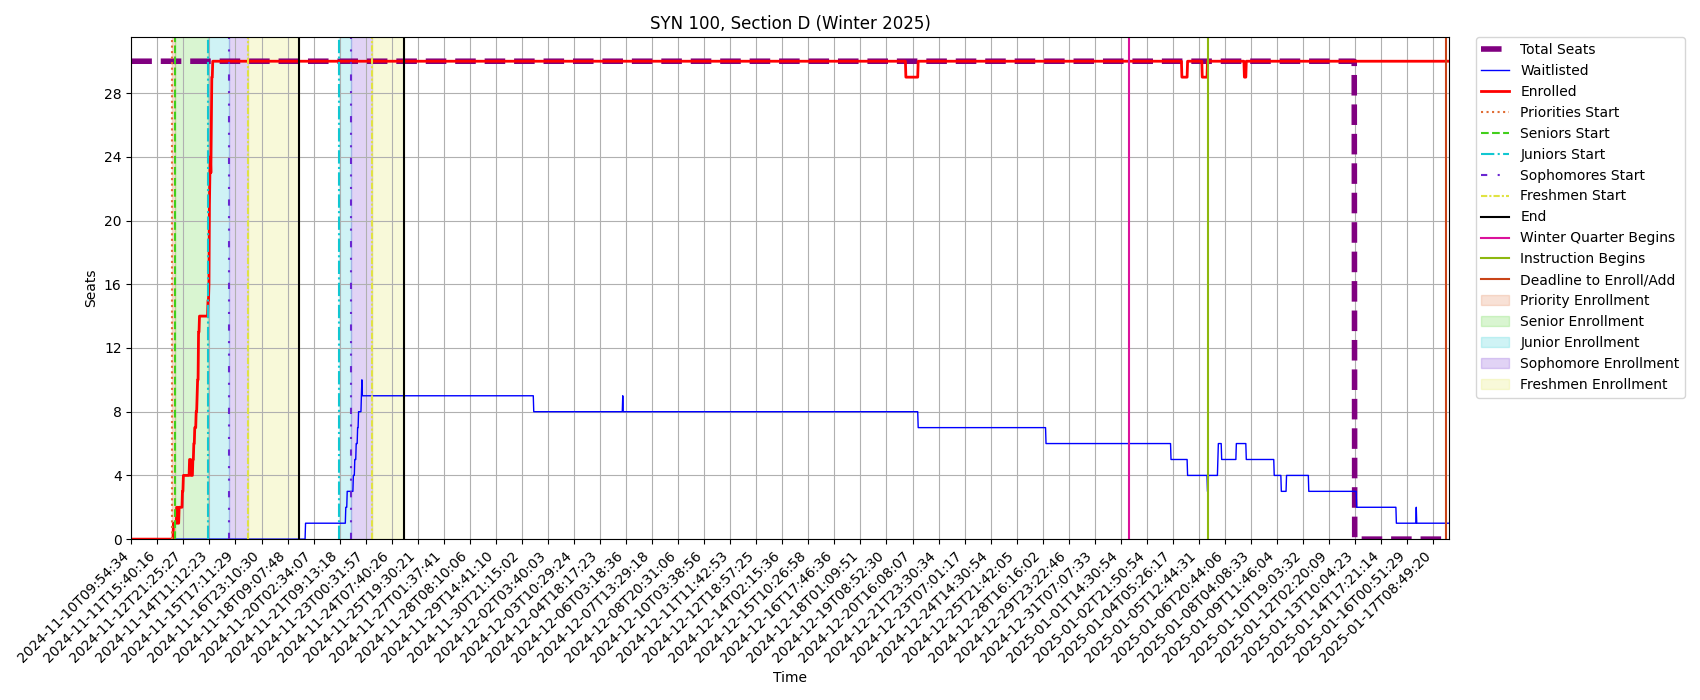 SYN 100, Section D (Winter 2025)
Seats
28
24
20
16
12
8
4
0
2024-11-10T09:54:34
2024-11-11T15:40:16
2024-11-12T21:25:27
2024-11-14T11:12:23
2024-11-15T17:11:29
2024-11-16T23:10:30
2024-11-18T09:07:48
2024-11-20T02:34:07
2024-11-21T09:13:18
2024-11-23T00:31:57
2024-11-24T07:40:26
2024-11-25T19:30:21
2024-11-27T01:37:41
2024-11-28T08:10:06
2024-11-29T14:41:10
2024-11-30T21:15:02
2024-12-02T03:40:03
2024-12-03T10:29:24
2024-12-04T18:17:23
2024-12-06T03:18:36
2024-12-07T13:29:18
2024-12-08T20:31:06
2024-12-10T03:38:56
2024-12-11T11:42:53
2024-12-12T18:57:25
2024-12-14T02:15:36
2024-12-15T10:26:58
2024-12-16T17:46:36
2024-12-18T01:09:51
2024-12-19T08:52:30
2024-12-20T16:08:07
2024-12-21T23:30:34
2024-12-23T07:01:17
2024-12-24T14:30:54
2024-12-25T21:42:05
2024-12-28T16:16:02
2024-12-29T23:22:46
2024-12-31T07:07:33
2025-01-01T14:30:54
2025-01-02T21:50:54
2025-01-04T05:26:17
2025-01-05T12:44:31
2025-01-06T20:44:06
2025-01-08T04:08:33
2025-01-09T11:46:04
2025-01-10T19:03:32
2025-01-12T02:20:09
2025-01-13T10:04:23
2025-01-14T17:21:14
2025-01-16T00:51:29
2025-01-17T08:49:20
Time
Total Seats
Waitlisted
Enrolled
Priorities Start
Seniors Start
Juniors Start
Sophomores Start
Freshmen Start
End
Winter Quarter Begins
Instruction Begins
Deadline to Enroll/Add
Priority Enrollment
Senior Enrollment
Junior Enrollment
Sophomore Enrollment
Freshmen Enrollment